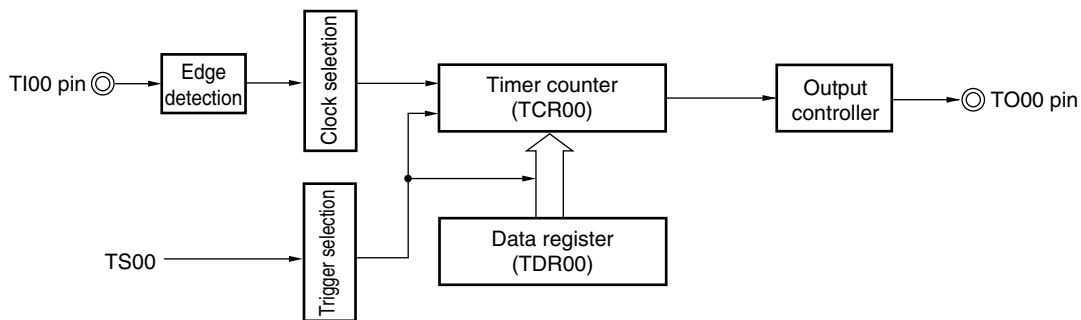 TI00 pin
Edge
detection
Clock selection
Timer counter
(TCR00)
Output
controller
TO00 pin
TS00
Trigger selection
Data register
(TDR00)